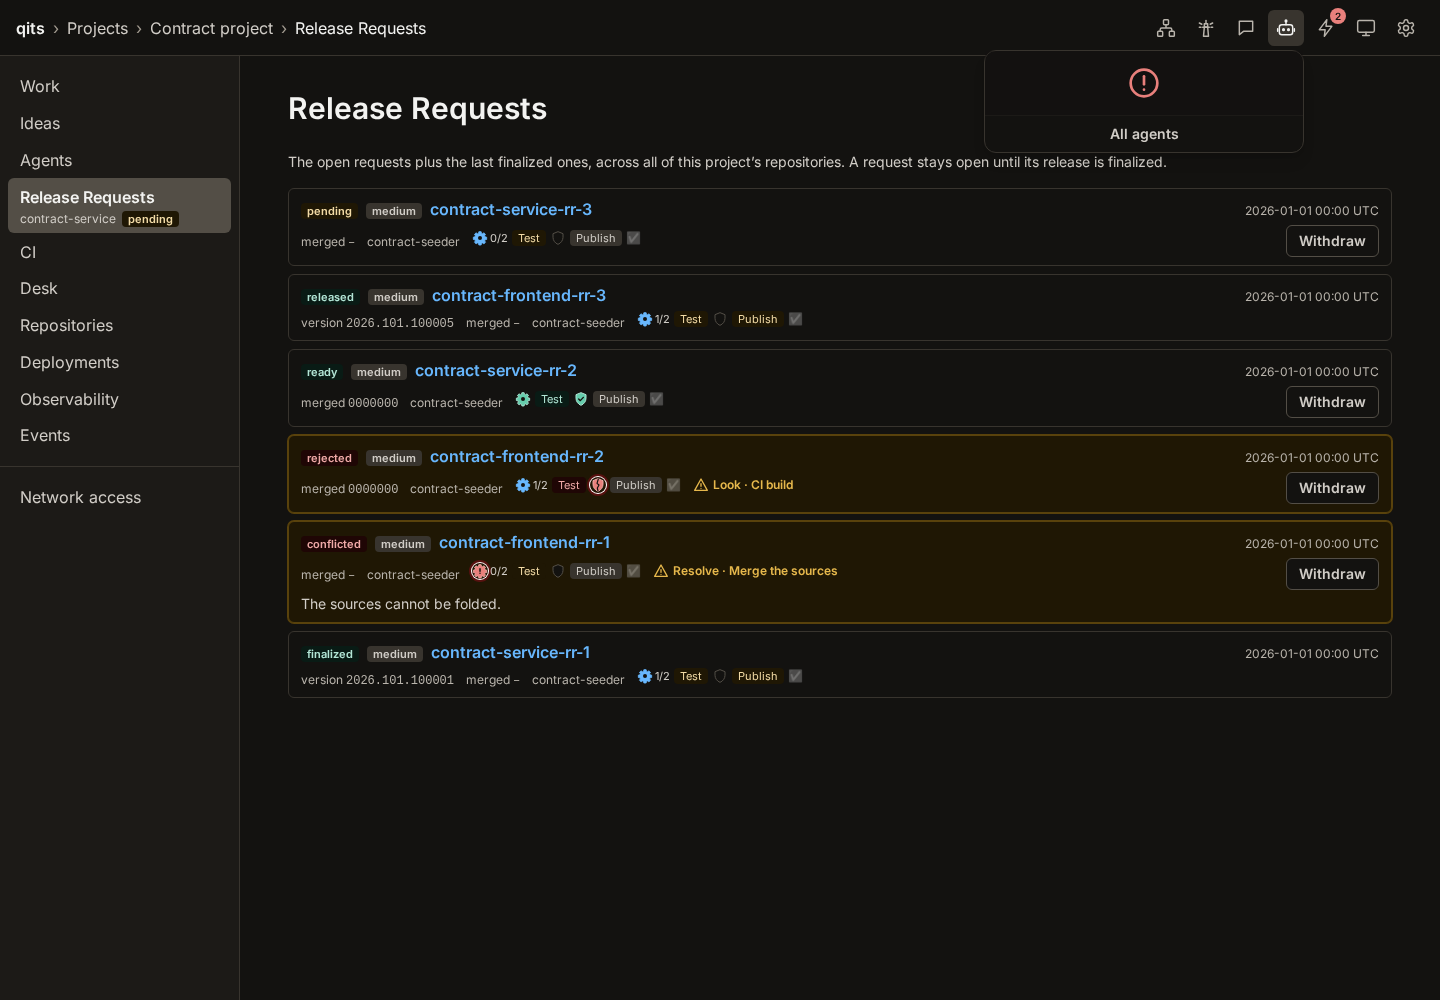 qits › Projects › Contract project › Release Requests
2
All agents
Work
Ideas
Agents
Release Requests
contract-service pending
CI
Desk
Repositories
Deployments
Observability
Events
Network access
Release Requests
The open requests plus the last finalized ones, across all of this project's repositories. A request stays open until its release is finalized.
pending medium contract-service-rr-3 2026-01-01 00:00 UTC
merged – contract-seeder 0/2 Test Publish Withdraw
released medium contract-frontend-rr-3 2026-01-01 00:00 UTC
version 2026.101.100005 merged – contract-seeder 1/2 Test Publish
ready medium contract-service-rr-2 2026-01-01 00:00 UTC
merged 0000000 contract-seeder Test Publish Withdraw
rejected medium contract-frontend-rr-2 2026-01-01 00:00 UTC
merged 0000000 contract-seeder 1/2 Test Publish Look · CI build Withdraw
conflicted medium contract-frontend-rr-1 2026-01-01 00:00 UTC
merged – contract-seeder 0/2 Test Publish Resolve · Merge the sources Withdraw
The sources cannot be folded.
finalized medium contract-service-rr-1 2026-01-01 00:00 UTC
version 2026.101.100001 merged – contract-seeder 1/2 Test Publish